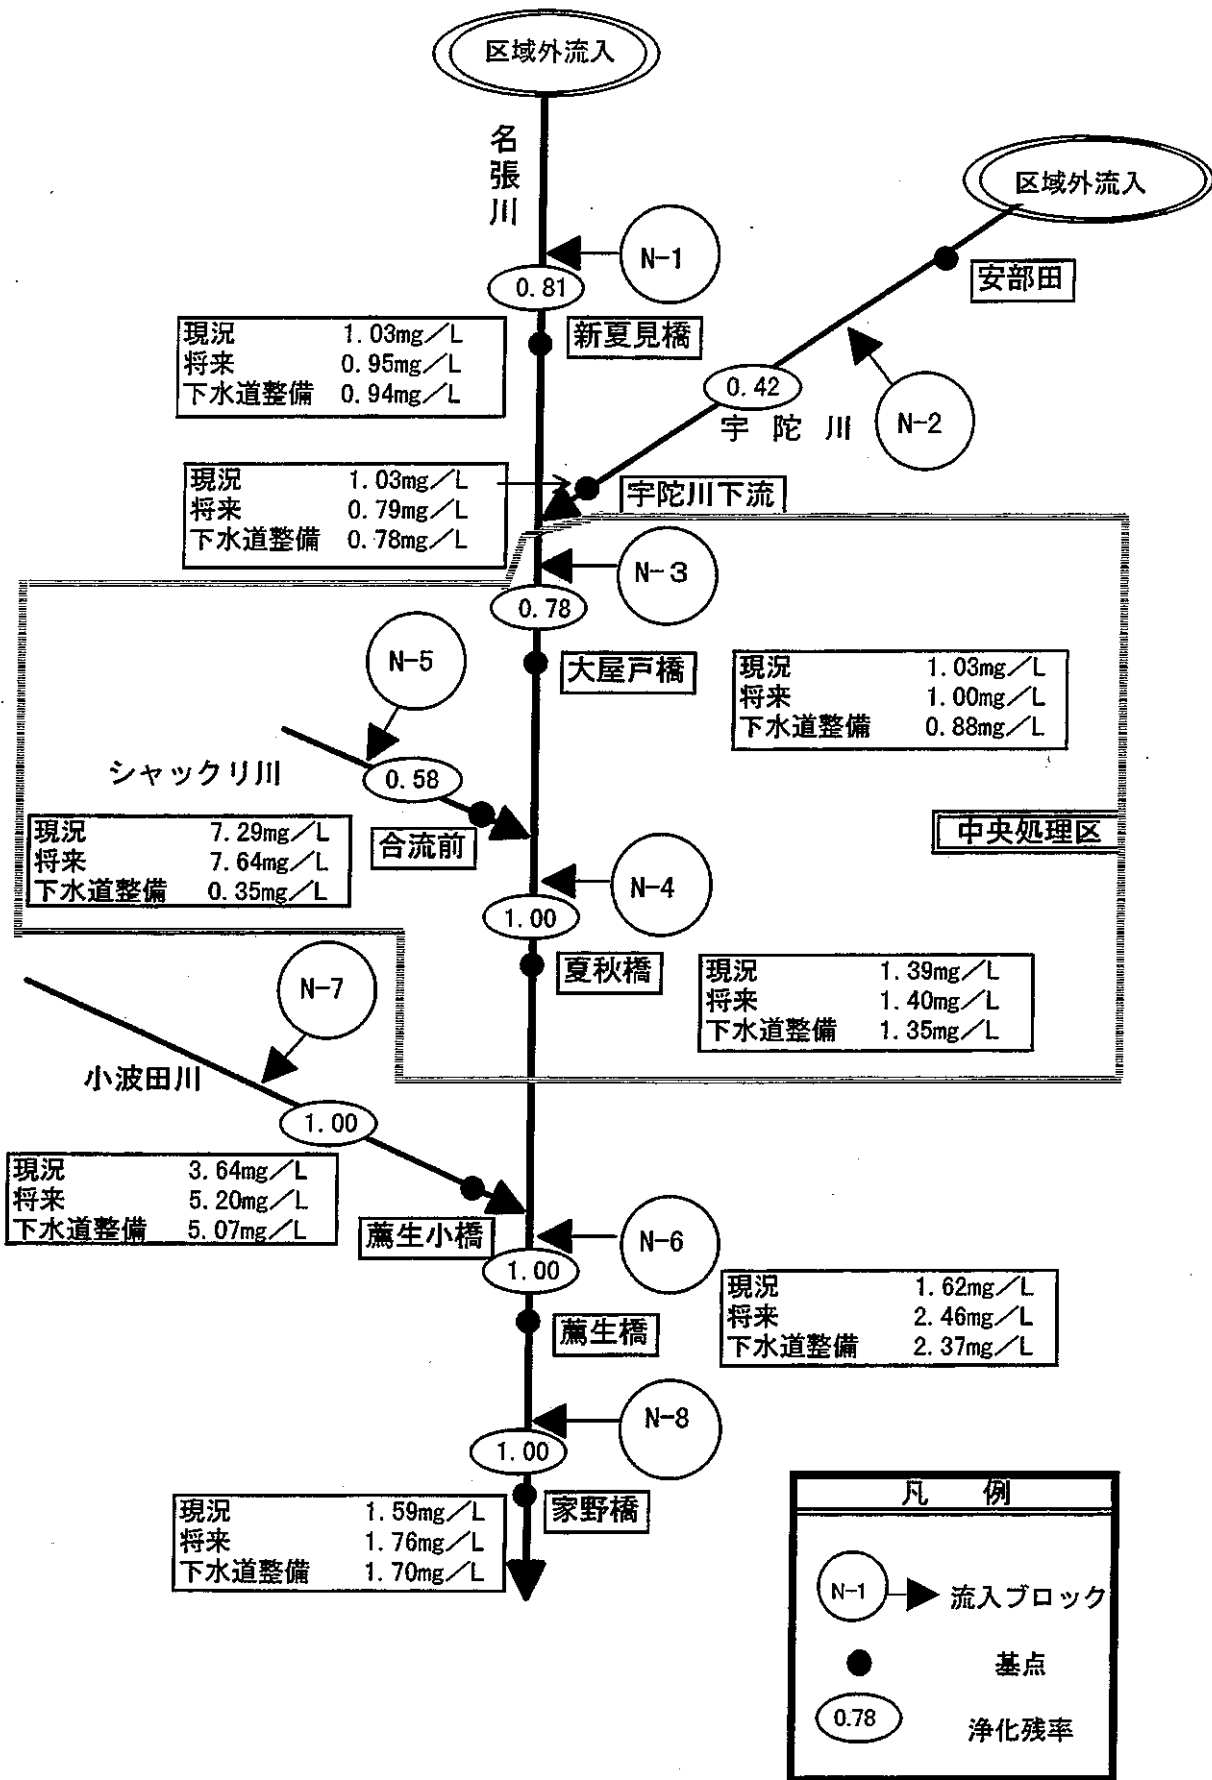 区域外流入
名張川
区域外流入
N-1
安部田
0.81
新夏見橋
現況 1.03mg/L
将来 0.95mg/L
下水道整備 0.94mg/L
0.42
宇陀川
N-2
現況 1.03mg/L
将来 0.79mg/L
下水道整備 0.78mg/L
宇陀川下流
N-3
0.78
N-5
大屋戸橋
現況 1.03mg/L
将来 1.00mg/L
下水道整備 0.88mg/L
シャックリ川
0.58
現況 7.29mg/L
将来 7.64mg/L
下水道整備 0.35mg/L
合流前
中央処理区
N-4
1.00
夏秋橋
現況 1.39mg/L
将来 1.40mg/L
下水道整備 1.35mg/L
N-7
小波田川
1.00
現況 3.64mg/L
将来 5.20mg/L
下水道整備 5.07mg/L
薦生小橋
N-6
1.00
薦生橋
現況 1.62mg/L
将来 2.46mg/L
下水道整備 2.37mg/L
N-8
1.00
家野橋
現況 1.59mg/L
将来 1.76mg/L
下水道整備 1.70mg/L
凡 例
N-1 流入ブロック
基点
0.78 浄化残率